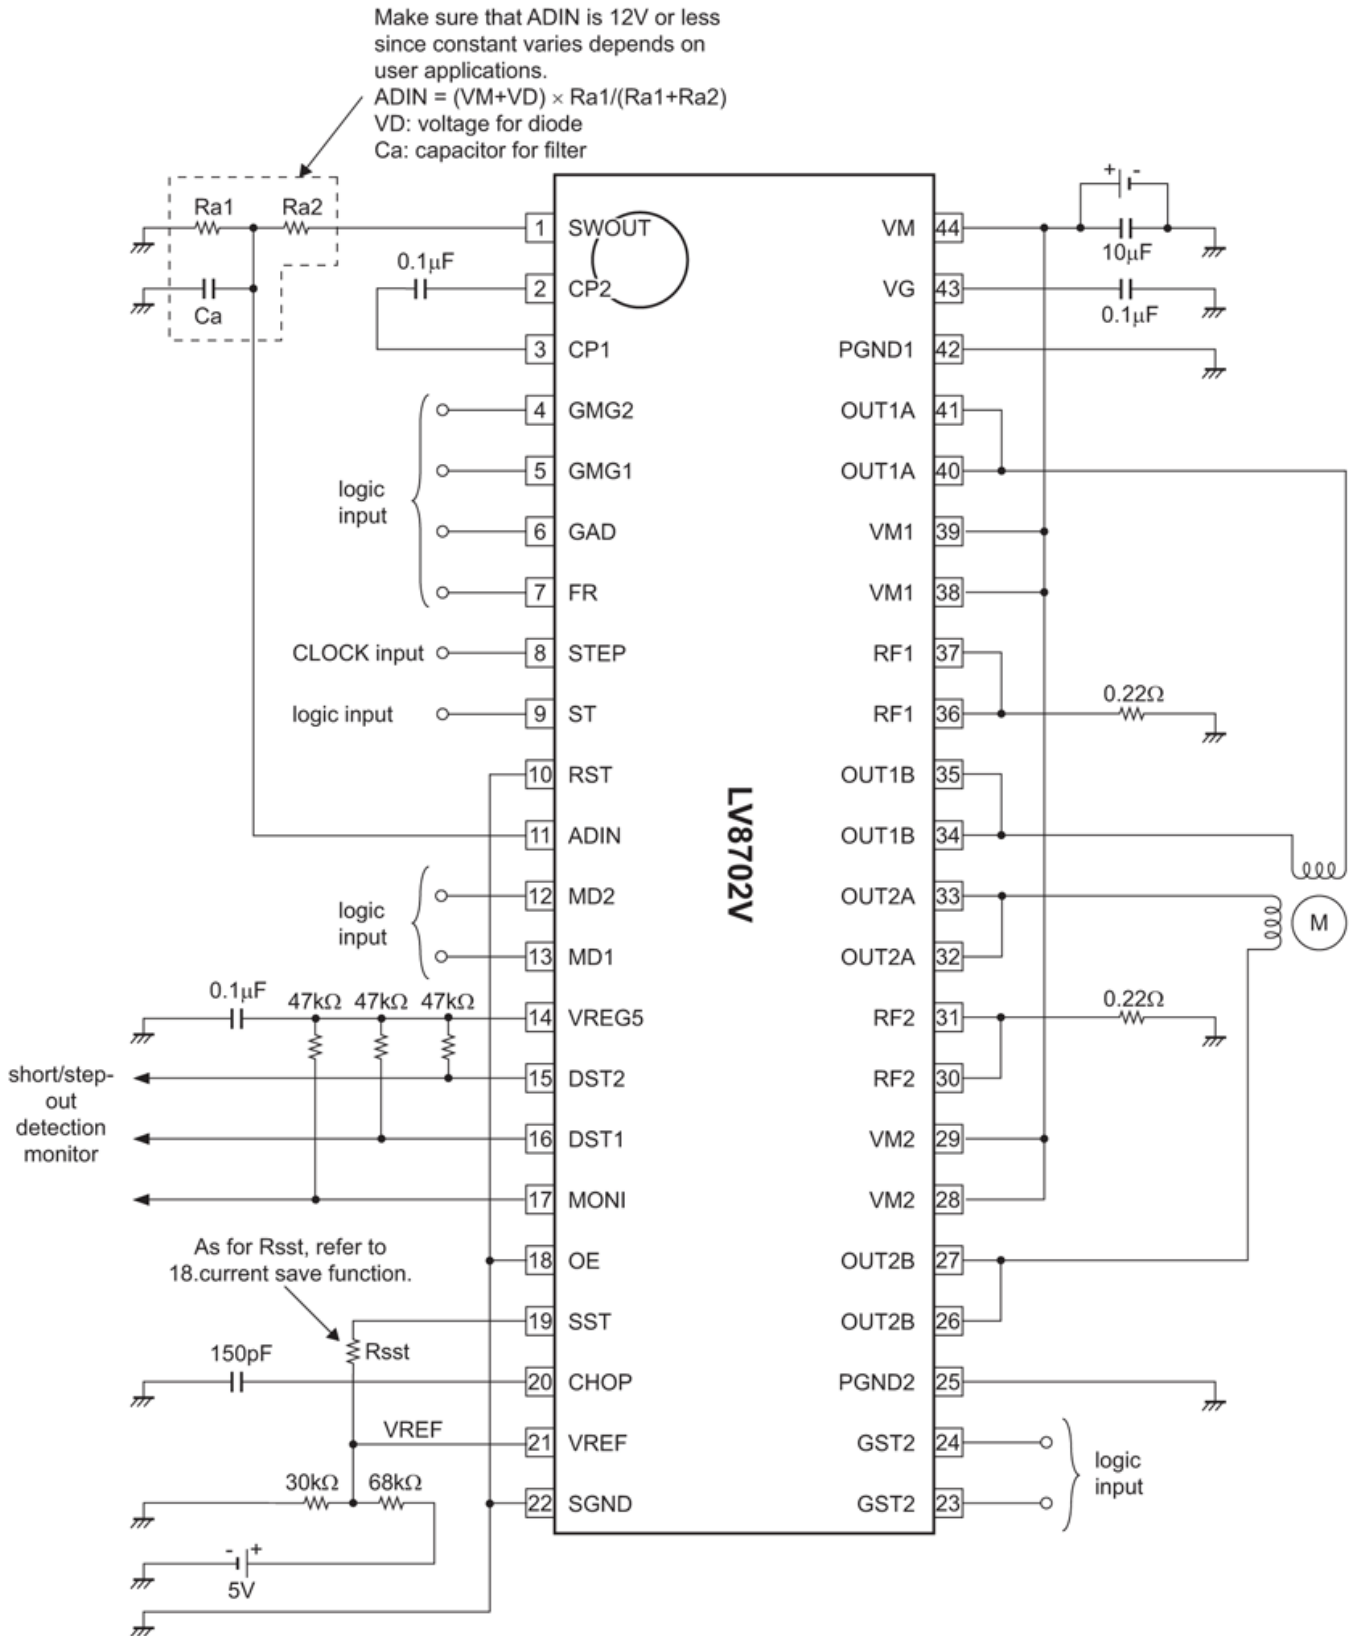 Make sure that ADIN is 12V or less
since constant varies depends on
user applications.
ADIN = (VM+VD) × Ra1/(Ra1+Ra2)
VD: voltage for diode
Ca: capacitor for filter
Ra1
Ra2
Ca
0.1μF
1 SWOUT
2 CP2
3 CP1
4 GMG2
5 GMG1
6 GAD
7 FR
logic
input
CLOCK input
8 STEP
logic input
9 ST
10 RST
11 ADIN
12 MD2
13 MD1
logic
input
0.1μF
47kΩ 47kΩ 47kΩ
14 VREG5
15 DST2
16 DST1
17 MONI
short/step-
out
detection
monitor
18 OE
As for Rsst, refer to
18.current save function.
19 SST
Rsst
150pF
20 CHOP
VREF
21 VREF
30kΩ
68kΩ
22 SGND
- +
5V
LV8702V
+ -
VM 44
10μF
VG 43
0.1μF
PGND1 42
OUT1A 41
OUT1A 40
VM1 39
VM1 38
RF1 37
RF1 36
0.22Ω
OUT1B 35
OUT1B 34
OUT2A 33
OUT2A 32
M
RF2 31
0.22Ω
RF2 30
VM2 29
VM2 28
OUT2B 27
OUT2B 26
PGND2 25
GST2 24
GST2 23
logic
input